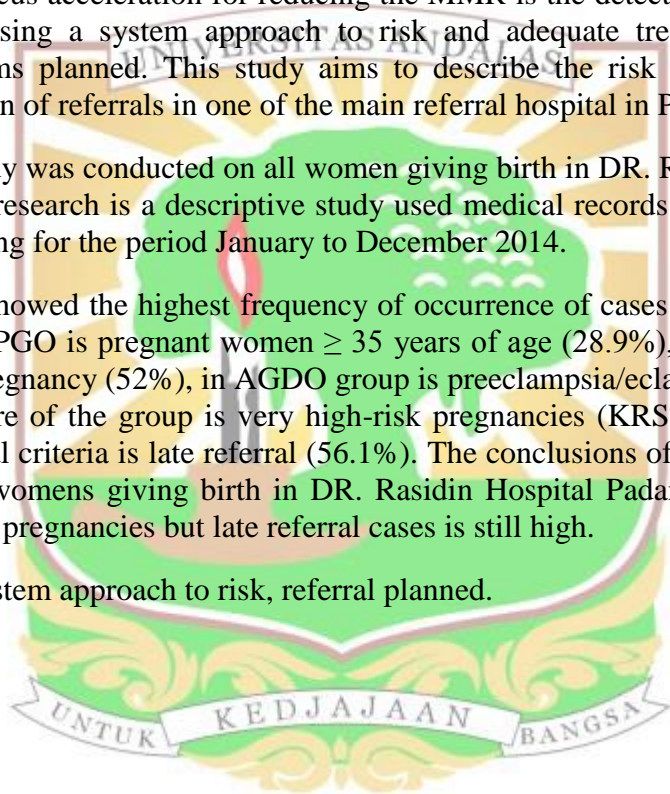 cus acceleration for reducing the MMR is the detect
sing a system approach to risk and adequate tre
UNIVERSITAS ANDALAS
ms planned. This study aims to describe the risk
n of referrals in one of the main referral hospital in P
y was conducted on all women giving birth in DR. R
research is a descriptive study used medical records
ng for the period January to December 2014.
howed the highest frequency of occurrence of cases
PGO is pregnant women ≥ 35 years of age (28.9%),
egnancy (52%), in AGDO group is preeclampsia/ecla
re of the group is very high-risk pregnancies (KRS
l criteria is late referral (56.1%). The conclusions of
womens giving birth in DR. Rasidin Hospital Pada
pregnancies but late referral cases is still high.
stem approach to risk, referral planned.
UNTUK KEDJAJAAN BANGSA